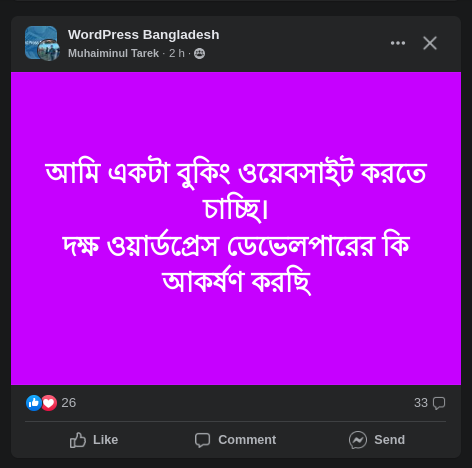 WordPress Bangladesh
Muhaiminul Tarek · 2 h ·
আমি একটা বুকিং ওয়েবসাইট করতে
চাচ্ছি।
দক্ষ ওয়ার্ডপ্রেস ডেভেলপারের কি
আকর্ষণ করছি
26
33
Like
Comment
Send